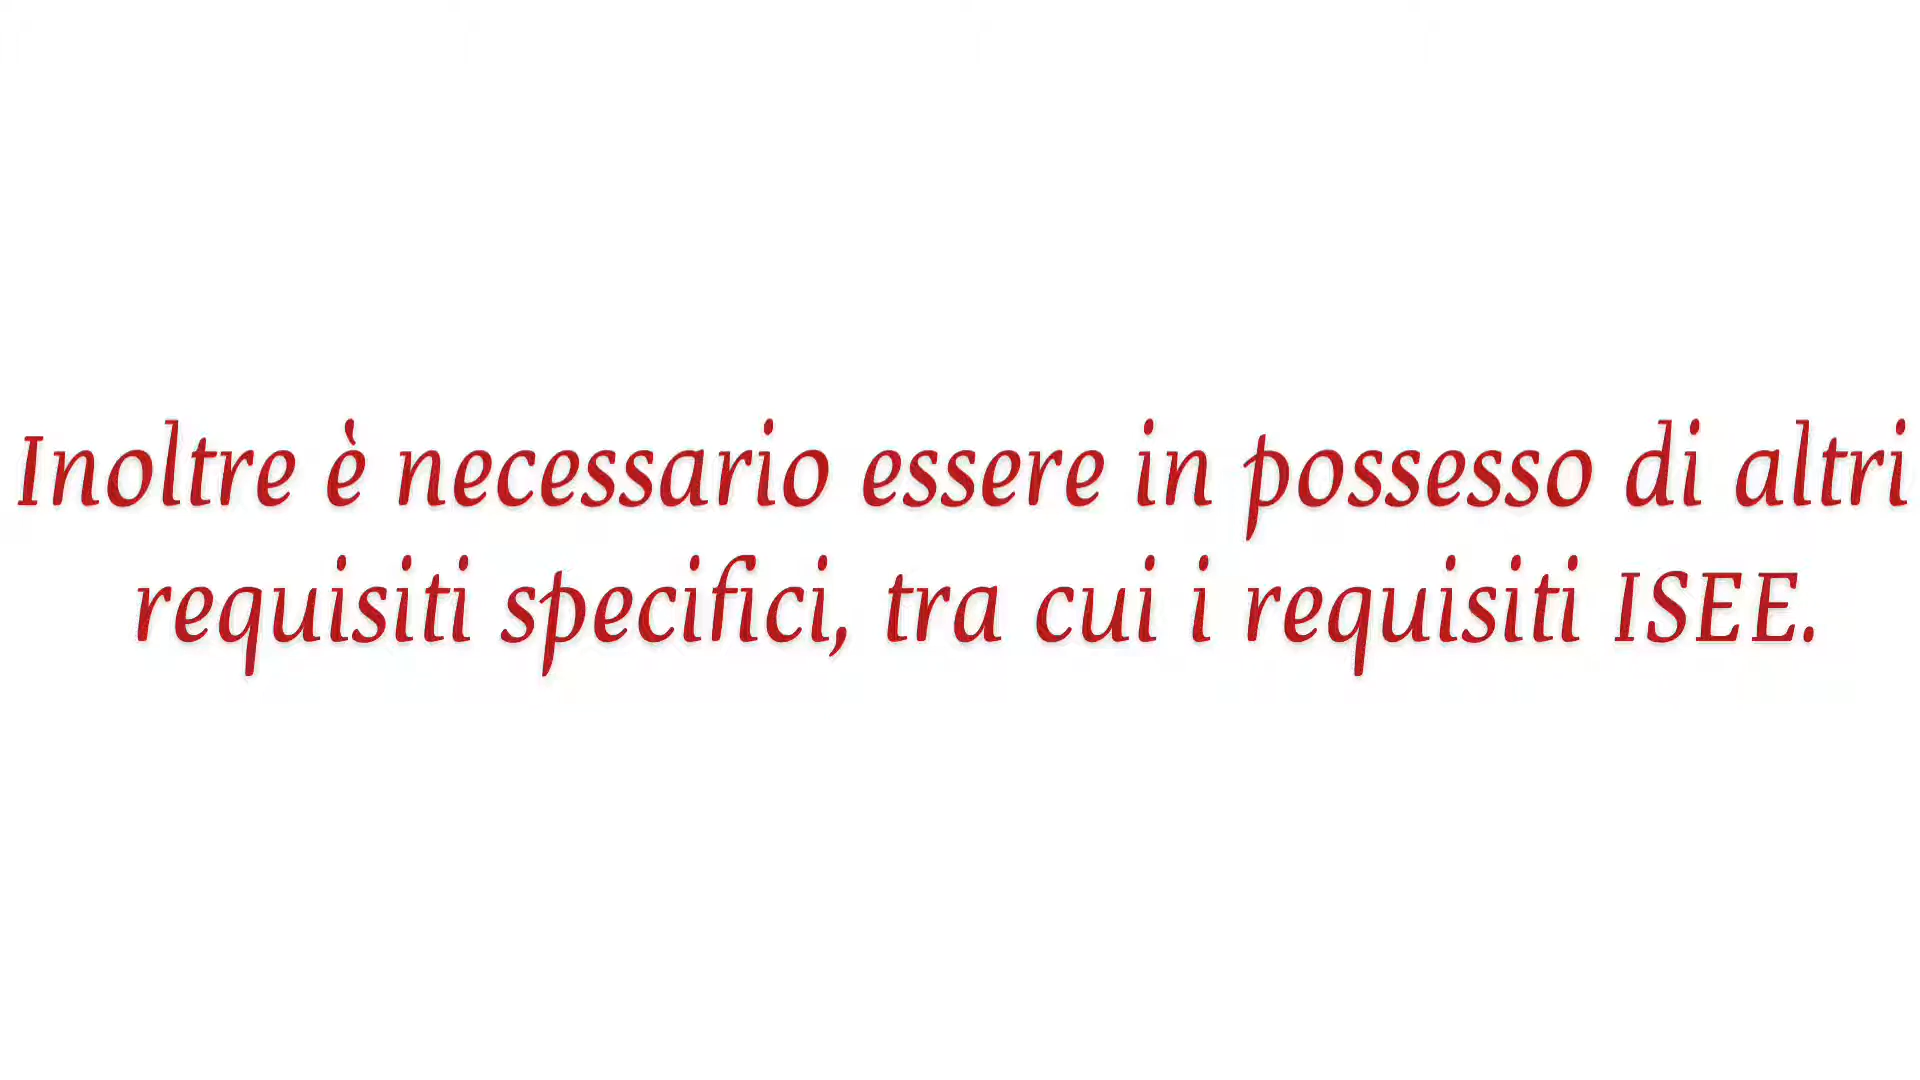 Inoltre è necessario essere in possesso di altri
requisiti specifici, tra cui i requisiti ISEE.